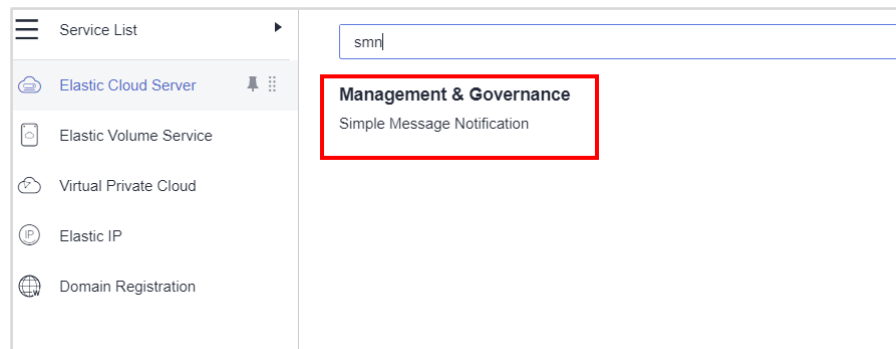 Service List
Elastic Cloud Server
Elastic Volume Service
Virtual Private Cloud
IP
Elastic IP
W
Domain Registration
smn
Management & Governance
Simple Message Notification